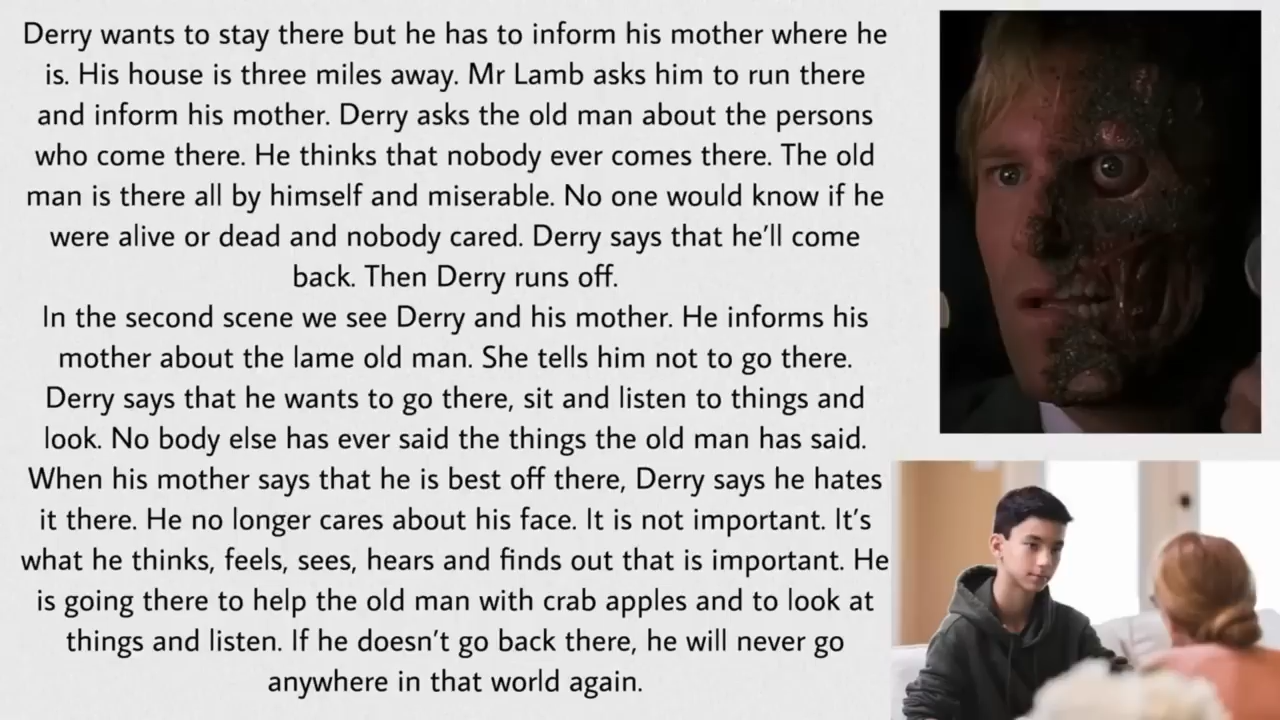 Derry wants to stay there but he has to inform his mother where he
is. His house is three miles away. Mr Lamb asks him to run there
and inform his mother. Derry asks the old man about the persons
who come there. He thinks that nobody ever comes there. The old
man is there all by himself and miserable. No one would know if he
were alive or dead and nobody cared. Derry says that he’ll come
back. Then Derry runs off.
In the second scene we see Derry and his mother. He informs his
mother about the lame old man. She tells him not to go there.
Derry says that he wants to go there, sit and listen to things and
look. No body else has ever said the things the old man has said.
When his mother says that he is best off there, Derry says he hates
it there. He no longer cares about his face. It is not important. It’s
what he thinks, feels, sees, hears and finds out that is important. He
is going there to help the old man with crab apples and to look at
things and listen. If he doesn’t go back there, he will never go
anywhere in that world again.